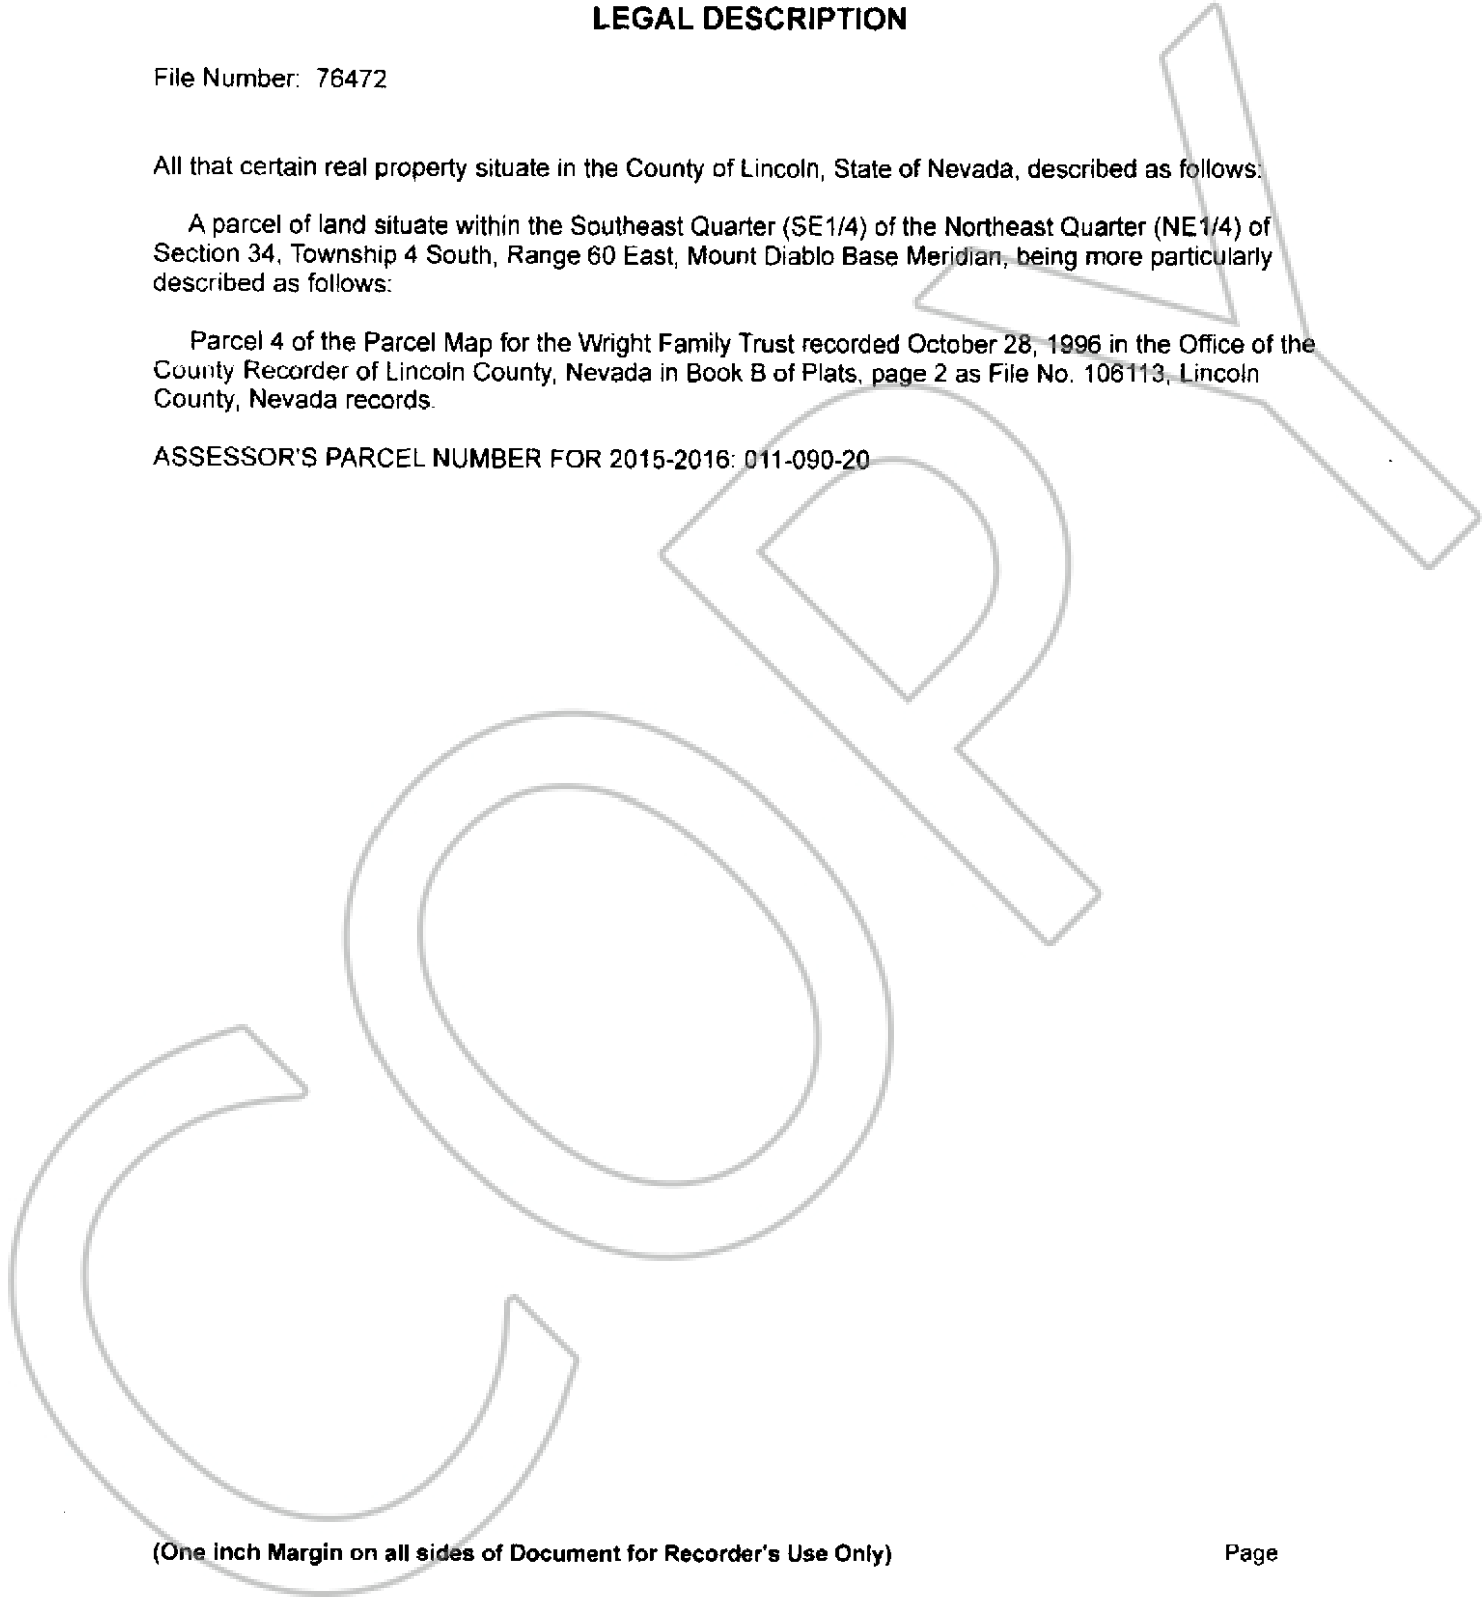 LEGAL DESCRIPTION
File Number: 76472
All that certain real property situate in the County of Lincoln, State of Nevada, described as follows:
A parcel of land situate within the Southeast Quarter (SE1/4) of the Northeast Quarter (NE1/4) of
Section 34, Township 4 South, Range 60 East, Mount Diablo Base Meridian, being more particularly
described as follows:
Parcel 4 of the Parcel Map for the Wright Family Trust recorded October 28, 1996 in the Office of the
County Recorder of Lincoln County, Nevada in Book B of Plats, page 2 as File No. 106113, Lincoln
County, Nevada records.
ASSESSOR'S PARCEL NUMBER FOR 2015-2016: 011-090-20
COPY
(One inch Margin on all sides of Document for Recorder's Use Only) Page